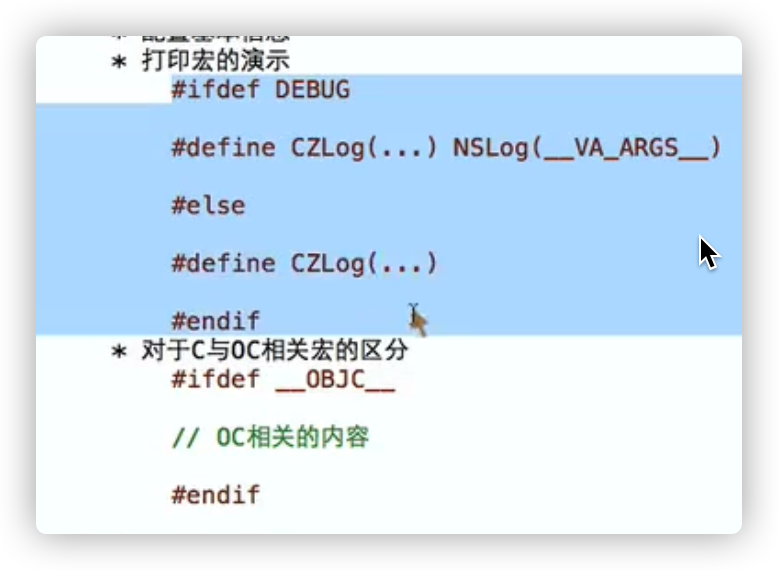 * 打印宏的演示
#ifdef DEBUG
#define CZLog(...) NSLog(__VA_ARGS__)
#else
#define CZLog(...)
#endif
* 对于C与OC相关宏的区分
#ifdef __OBJC__
// OC相关的内容
#endif